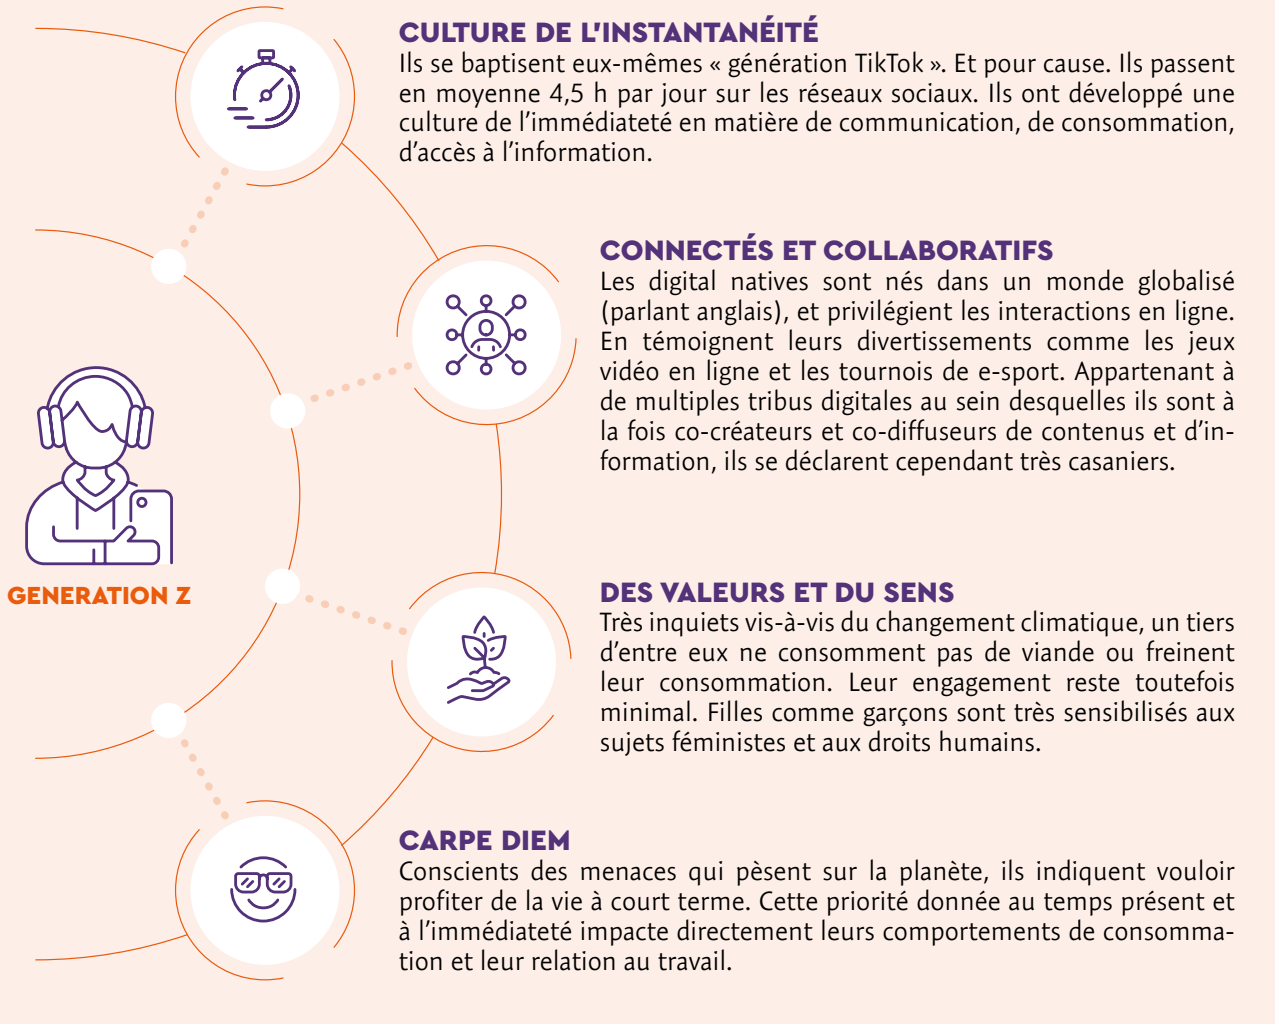 CULTURE DE L'INSTANTANÉITÉ
Ils se baptisent eux-mêmes « génération TikTok ». Et pour cause. Ils passent
en moyenne 4,5 h par jour sur les réseaux sociaux. Ils ont développé une
culture de l'immédiateté en matière de communication, de consommation,
d'accès à l'information.
CONNECTÉS ET COLLABORATIFS
Les digital natives sont nés dans un monde globalisé
(parlant anglais), et privilégient les interactions en ligne.
En témoignent leurs divertissements comme les jeux
vidéo en ligne et les tournois de e-sport. Appartenant à
de multiples tribus digitales au sein desquelles ils sont à
la fois co-créateurs et co-diffuseurs de contenus et d'in-
formation, ils se déclarent cependant très casaniers.
GENERATION Z
DES VALEURS ET DU SENS
Très inquiets vis-à-vis du changement climatique, un tiers
d'entre eux ne consomment pas de viande ou freinent
leur consommation. Leur engagement reste toutefois
minimal. Filles comme garçons sont très sensibilisés aux
sujets féministes et aux droits humains.
CARPE DIEM
Conscients des menaces qui pèsent sur la planète, ils indiquent vouloir
profiter de la vie à court terme. Cette priorité donnée au temps présent et
à l'immédiateté impacte directement leurs comportements de consomma-
tion et leur relation au travail.